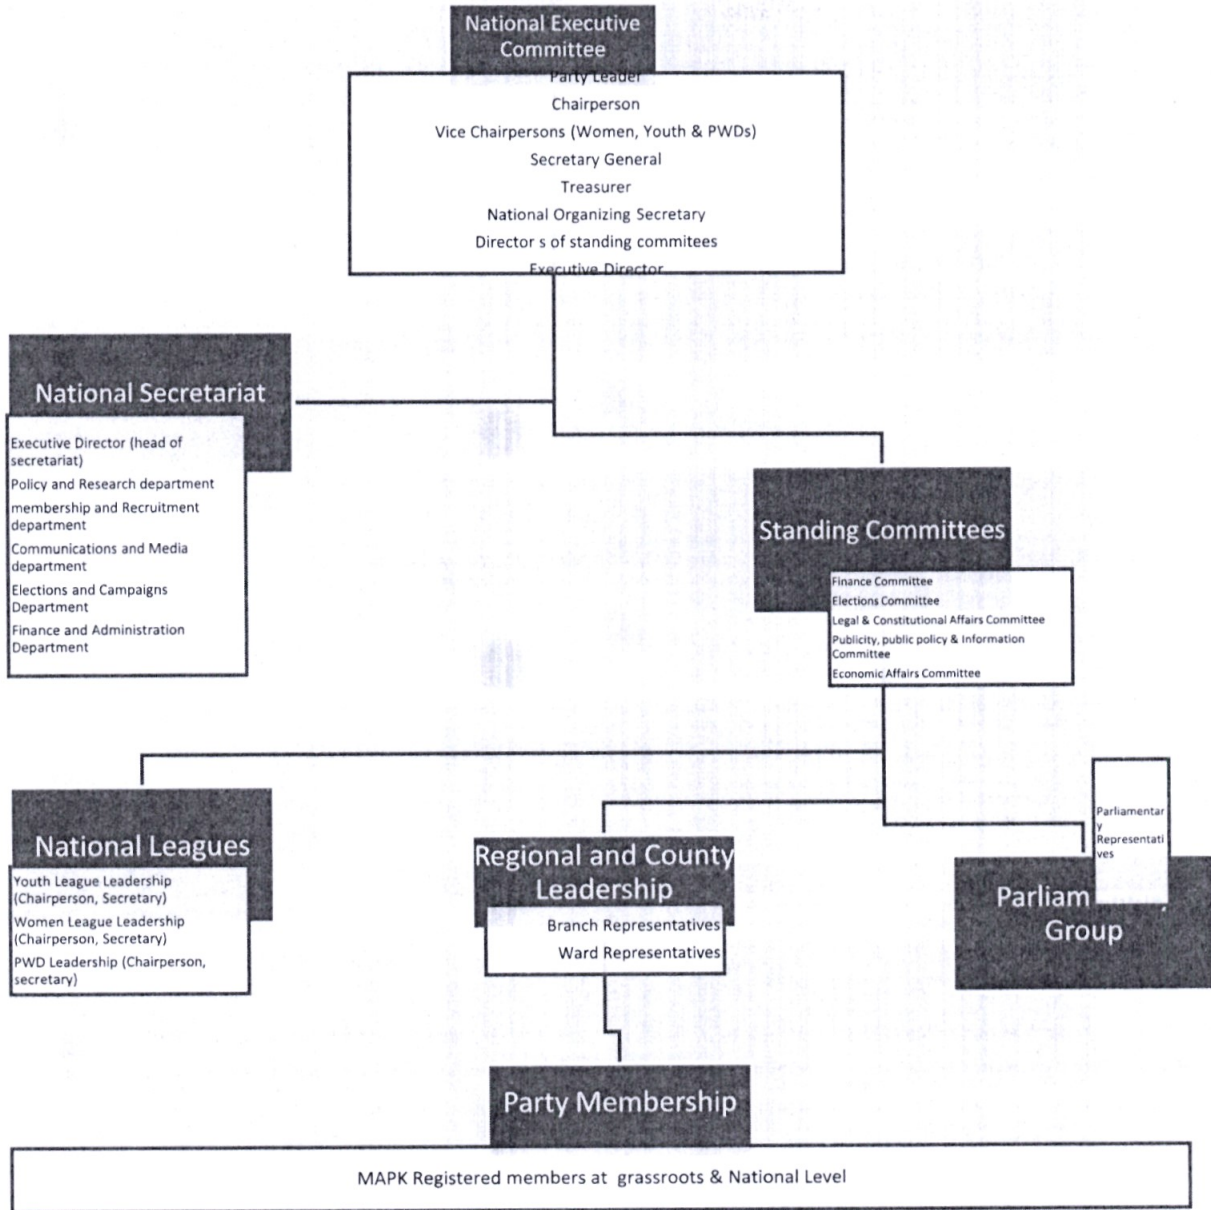 National Executive
Committee
Party Leader
Chairperson
Vice Chairpersons (Women, Youth & PWDs)
Secretary General
Treasurer
National Organizing Secretary
Director s of standing commitees
Executive Director
National Secretariat
Executive Director (head of
secretariat)
Policy and Research department
membership and Recruitment
department
Communications and Media
department
Elections and Campaigns
Department
Finance and Administration
Department
Standing Committees
Finance Committee
Elections Committee
Legal & Constitutional Affairs Committee
Publicity, public policy & Information
Committee
Economic Affairs Committee
National Leagues
Youth League Leadership
(Chairperson, Secretary)
Women League Leadership
(Chairperson, Secretary)
PWD Leadership (Chairperson,
secretary)
Regional and County
Leadership
Branch Representatives
Ward Representatives
Parliamentar
y
Representati
ves
Parliam
Group
Party Membership
MAPK Registered members at grassroots & National Level